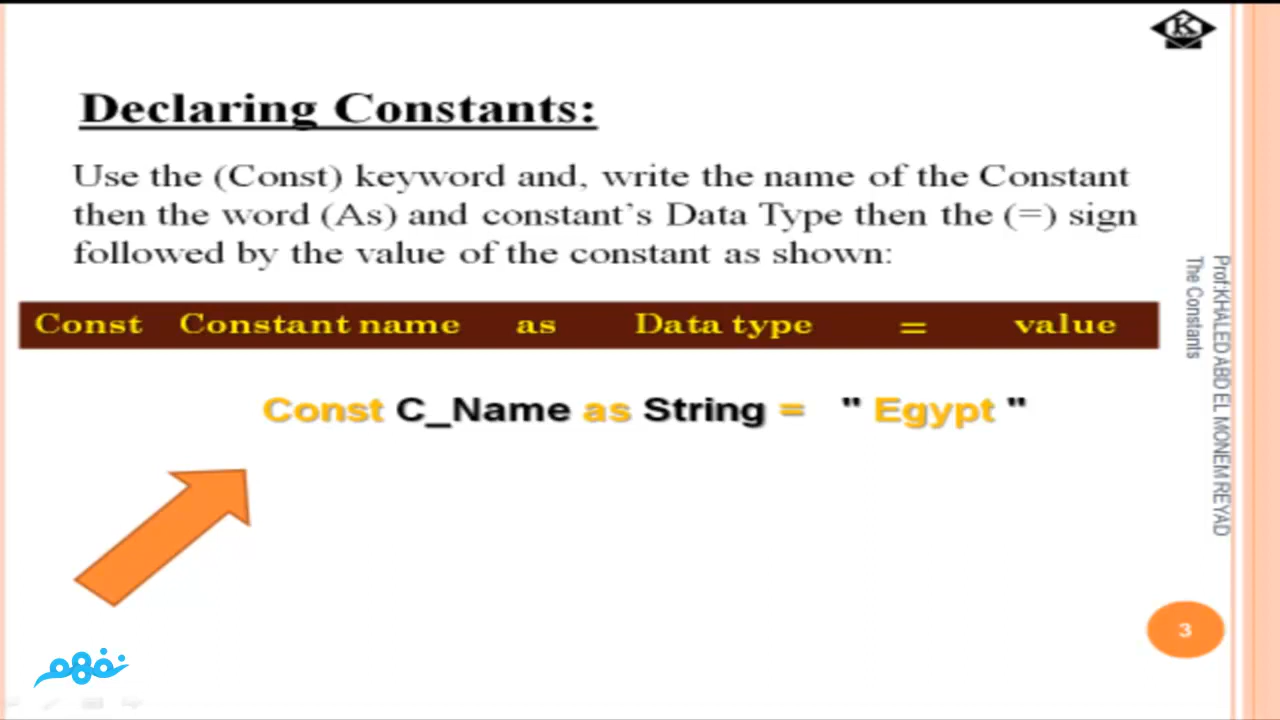 K
Declaring Constants:
Use the (Const) keyword and, write the name of the Constant
then the word (As) and constant's Data Type then the (=) sign
followed by the value of the constant as shown:
Const Constant name as Data type = value
Const C_Name as String = " Egypt "
Prof:KHALED ABD EL MONEM REYAD
The Constants
3
نفهم